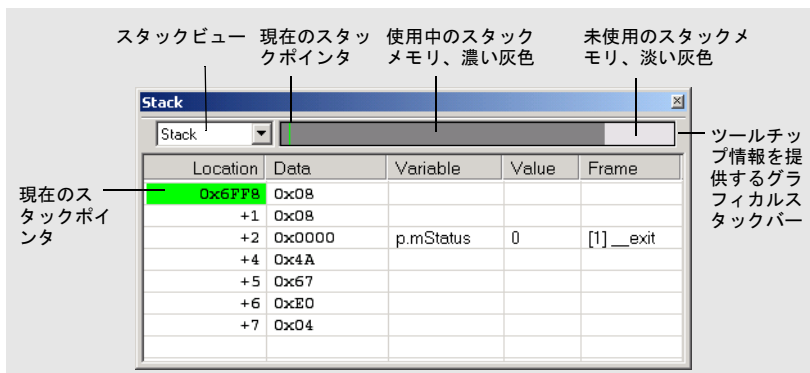 スタックビュー
現在のスタッ
クポインタ
使用中のスタック
メモリ、濃い灰色
未使用のスタックメ
モリ、淡い灰色
Stack
Stack
ツールチッ
プ情報を提
供するグラ
フィカルス
タックバー
現在のス
タックポイ
ンタ
Location Data Variable Value Frame
0x6FF8 0x08
+1 0x08
+2 0x0000 p.mStatus 0 [1]__exit
+4 0x4A
+5 0x67
+6 0xE0
+7 0x04